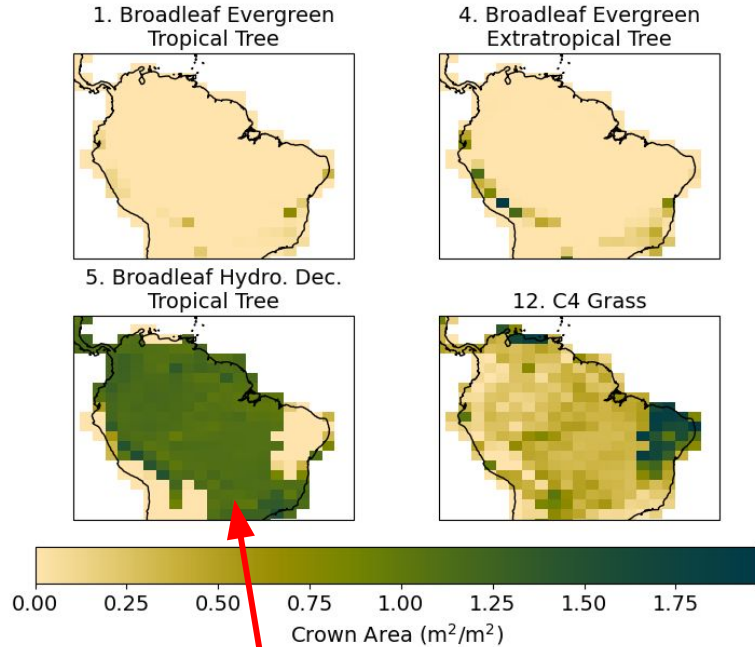 1. Broadleaf Evergreen
Tropical Tree
4. Broadleaf Evergreen
Extratropical Tree
5. Broadleaf Hydro. Dec.
Tropical Tree
12. C4 Grass
0.00 0.25 0.50 0.75 1.00 1.25 1.50 1.75
Crown Area (m²/m²)